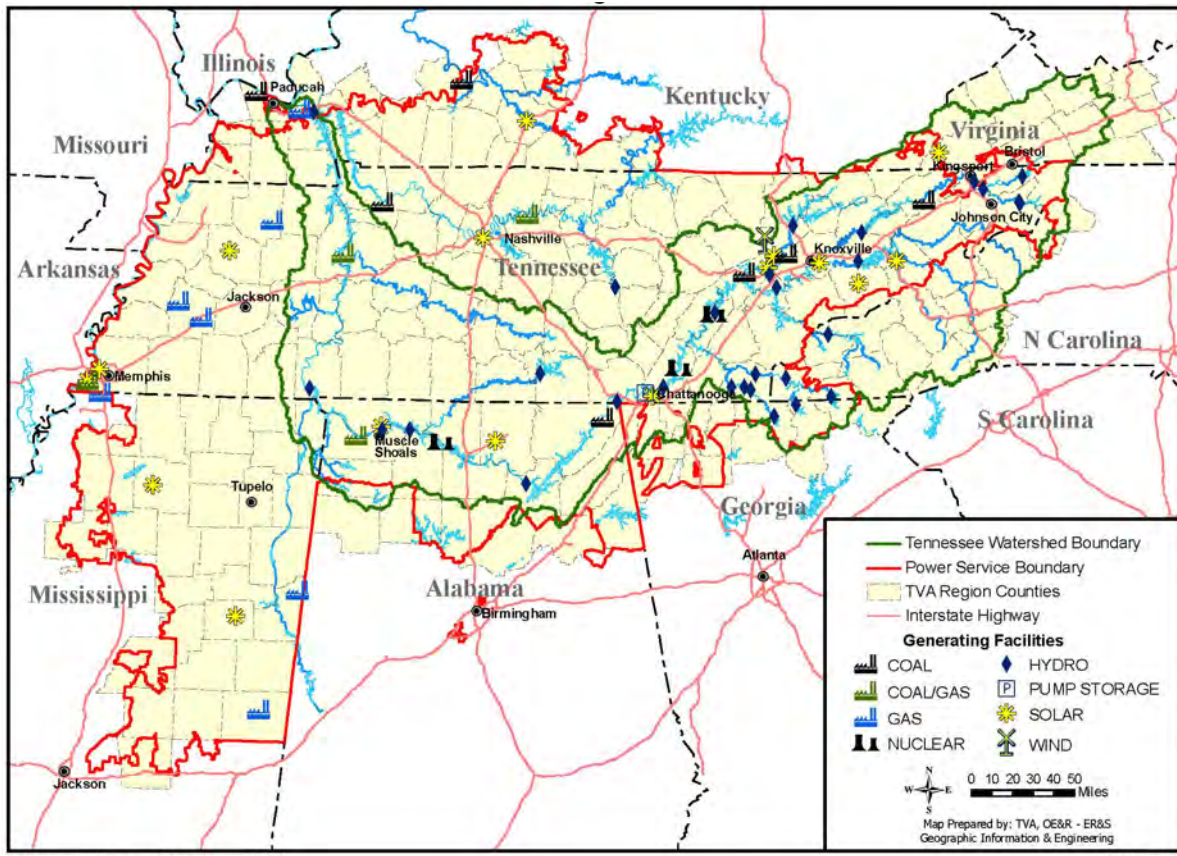 Illinois
Paducah
Kentucky
Missouri
Virginia
Bristol
Kingsport
Johnson City
Nashville
Tennessee
Knoxville
Arkansas
Jackson
N Carolina
Memphis
Chattanooga
S Carolina
Muscle
Shoals
Tupelo
Georgia
Atlanta
Mississippi
Alabama
Birmingham
Jackson
Tennessee Watershed Boundary
Power Service Boundary
TVA Region Counties
Interstate Highway
Generating Facilities
COAL
HYDRO
COAL/GAS
P PUMP STORAGE
GAS
SOLAR
NUCLEAR
WIND
N
W E
S
0 10 20 30 40 50
Miles
Map Prepared by: TVA, OE&R - ER&S
Geographic Information & Engineering